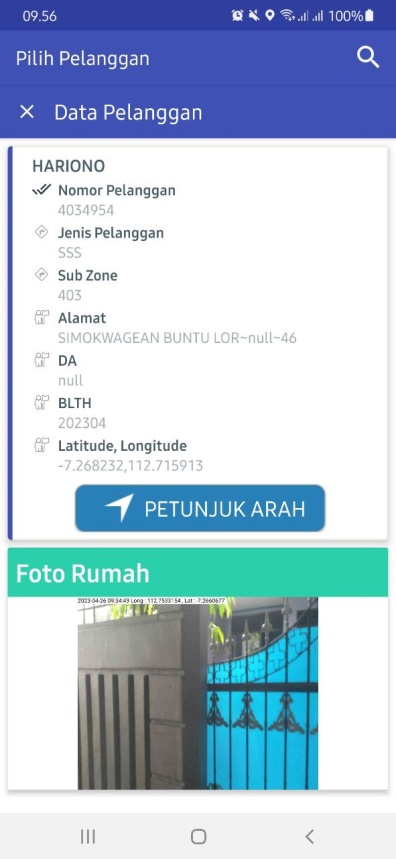 09.56
100%
Pilih Pelanggan
Data Pelanggan
HARIONO
Nomor Pelanggan
4034954
Jenis Pelanggan
SSS
Sub Zone
403
Alamat
SIMOKWAGEAN BUNTU LOR~null~46
DA
null
BLTH
202304
Latitude, Longitude
-7.268232,112.715913
PETUNJUK ARAH
Foto Rumah
2023-04-26 09:34:49 Long : 112.7533154, Lat : -7.2660677